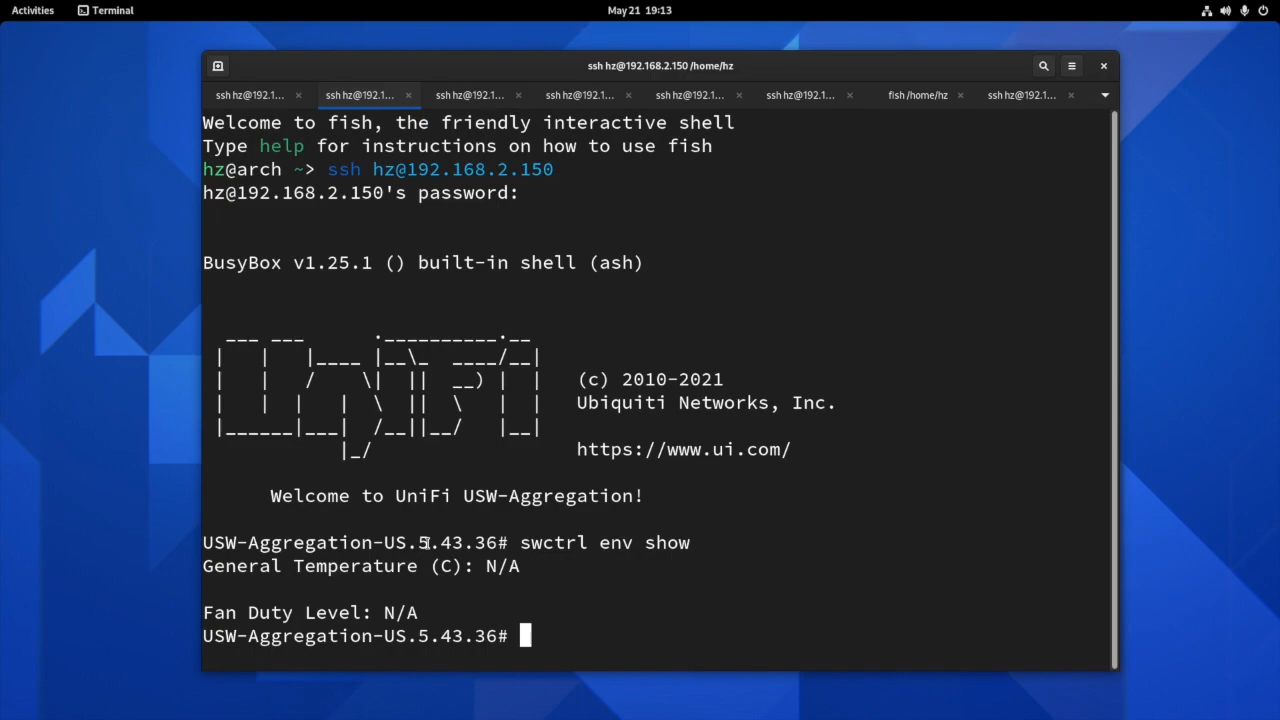 Activities Terminal May 21 19:13
ssh hz@192.168.2.150 /home/hz
ssh hz@192.1... ssh hz@192.1... ssh hz@192.1... ssh hz@192.1... ssh hz@192.1... ssh hz@192.1... fish /home/hz ssh hz@192.1...
Welcome to fish, the friendly interactive shell
Type help for instructions on how to use fish
hz@arch ~> ssh hz@192.168.2.150
hz@192.168.2.150's password:
BusyBox v1.25.1 () built-in shell (ash)
(c) 2010-2021
Ubiquiti Networks, Inc.
https://www.ui.com/
Welcome to UniFi USW-Aggregation!
USW-Aggregation-US.5.43.36# swctrl env show
General Temperature (C): N/A
Fan Duty Level: N/A
USW-Aggregation-US.5.43.36#